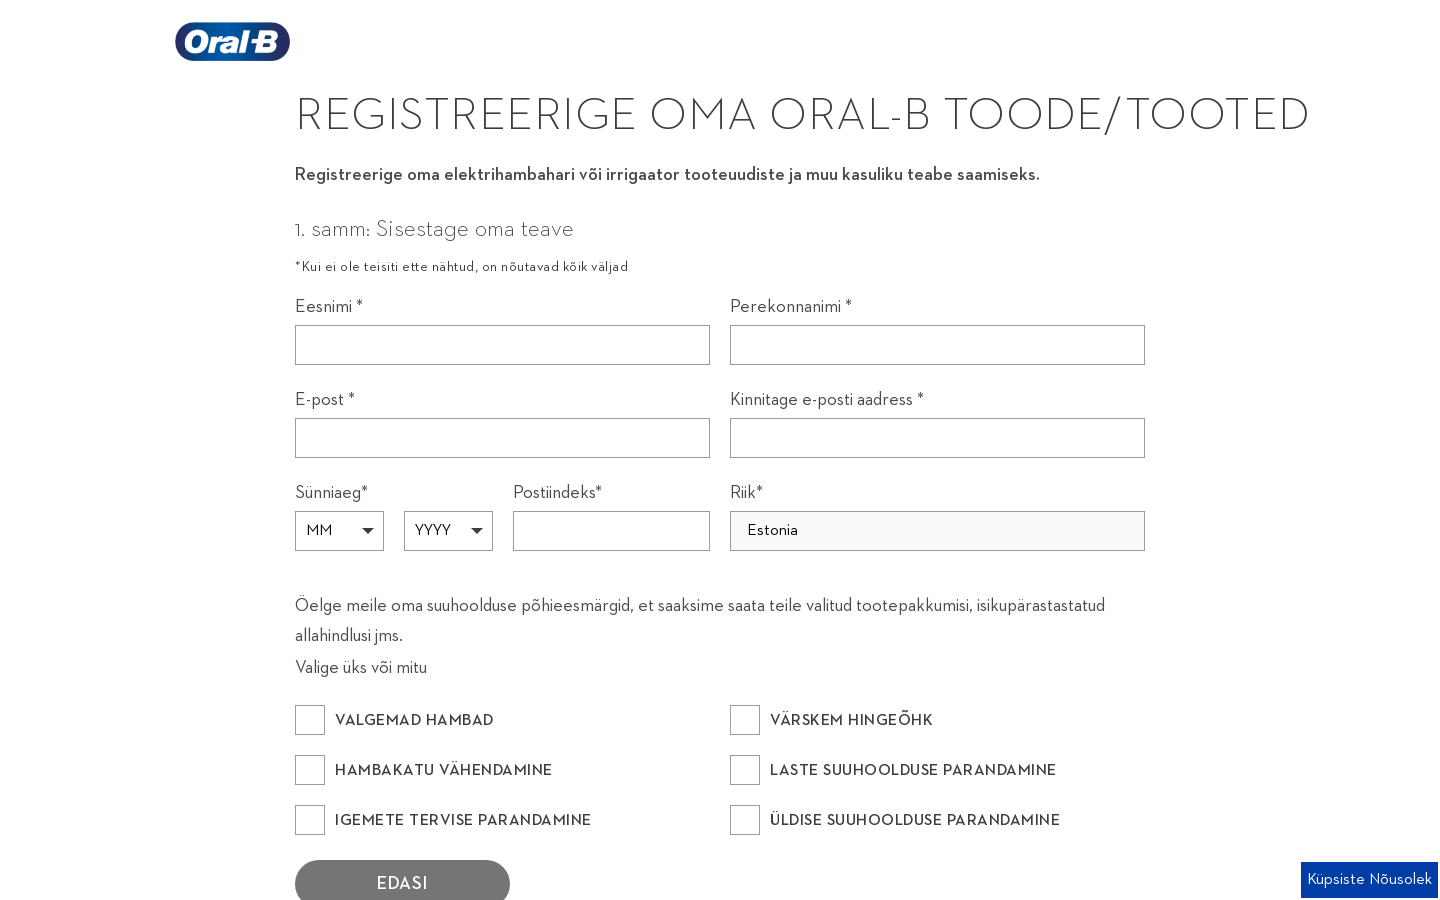 Oral-B
REGISTREERIGE OMA ORAL-B TOODE/TOOTED
Registreerige oma elektrihambahari või irrigaator tooteuudiste ja muu kasuliku teabe saamiseks.
1. samm: Sisestage oma teave
*Kui ei ole teisiti ette nähtud, on nõutavad kõik väljad
Eesnimi * Perekonnanimi *
E-post * Kinnitage e-posti aadress *
Sünniaeg* Postiindeks* Riik*
MM YYYY Estonia
Öelge meile oma suuhoolduse põhieesmärgid, et saaksime saata teile valitud tootepakkumisi, isikupärastastatud
allahindlusi jms.
Valige üks või mitu
VALGEMAD HAMBAD VÄRSKEM HINGEÕHK
HAMBAKATU VÄHENDAMINE LASTE SUUHOOLDUSE PARANDAMINE
IGEMETE TERVISE PARANDAMINE ÜLDISE SUUHOOLDUSE PARANDAMINE
EDASI
Küpsiste Nõusolek